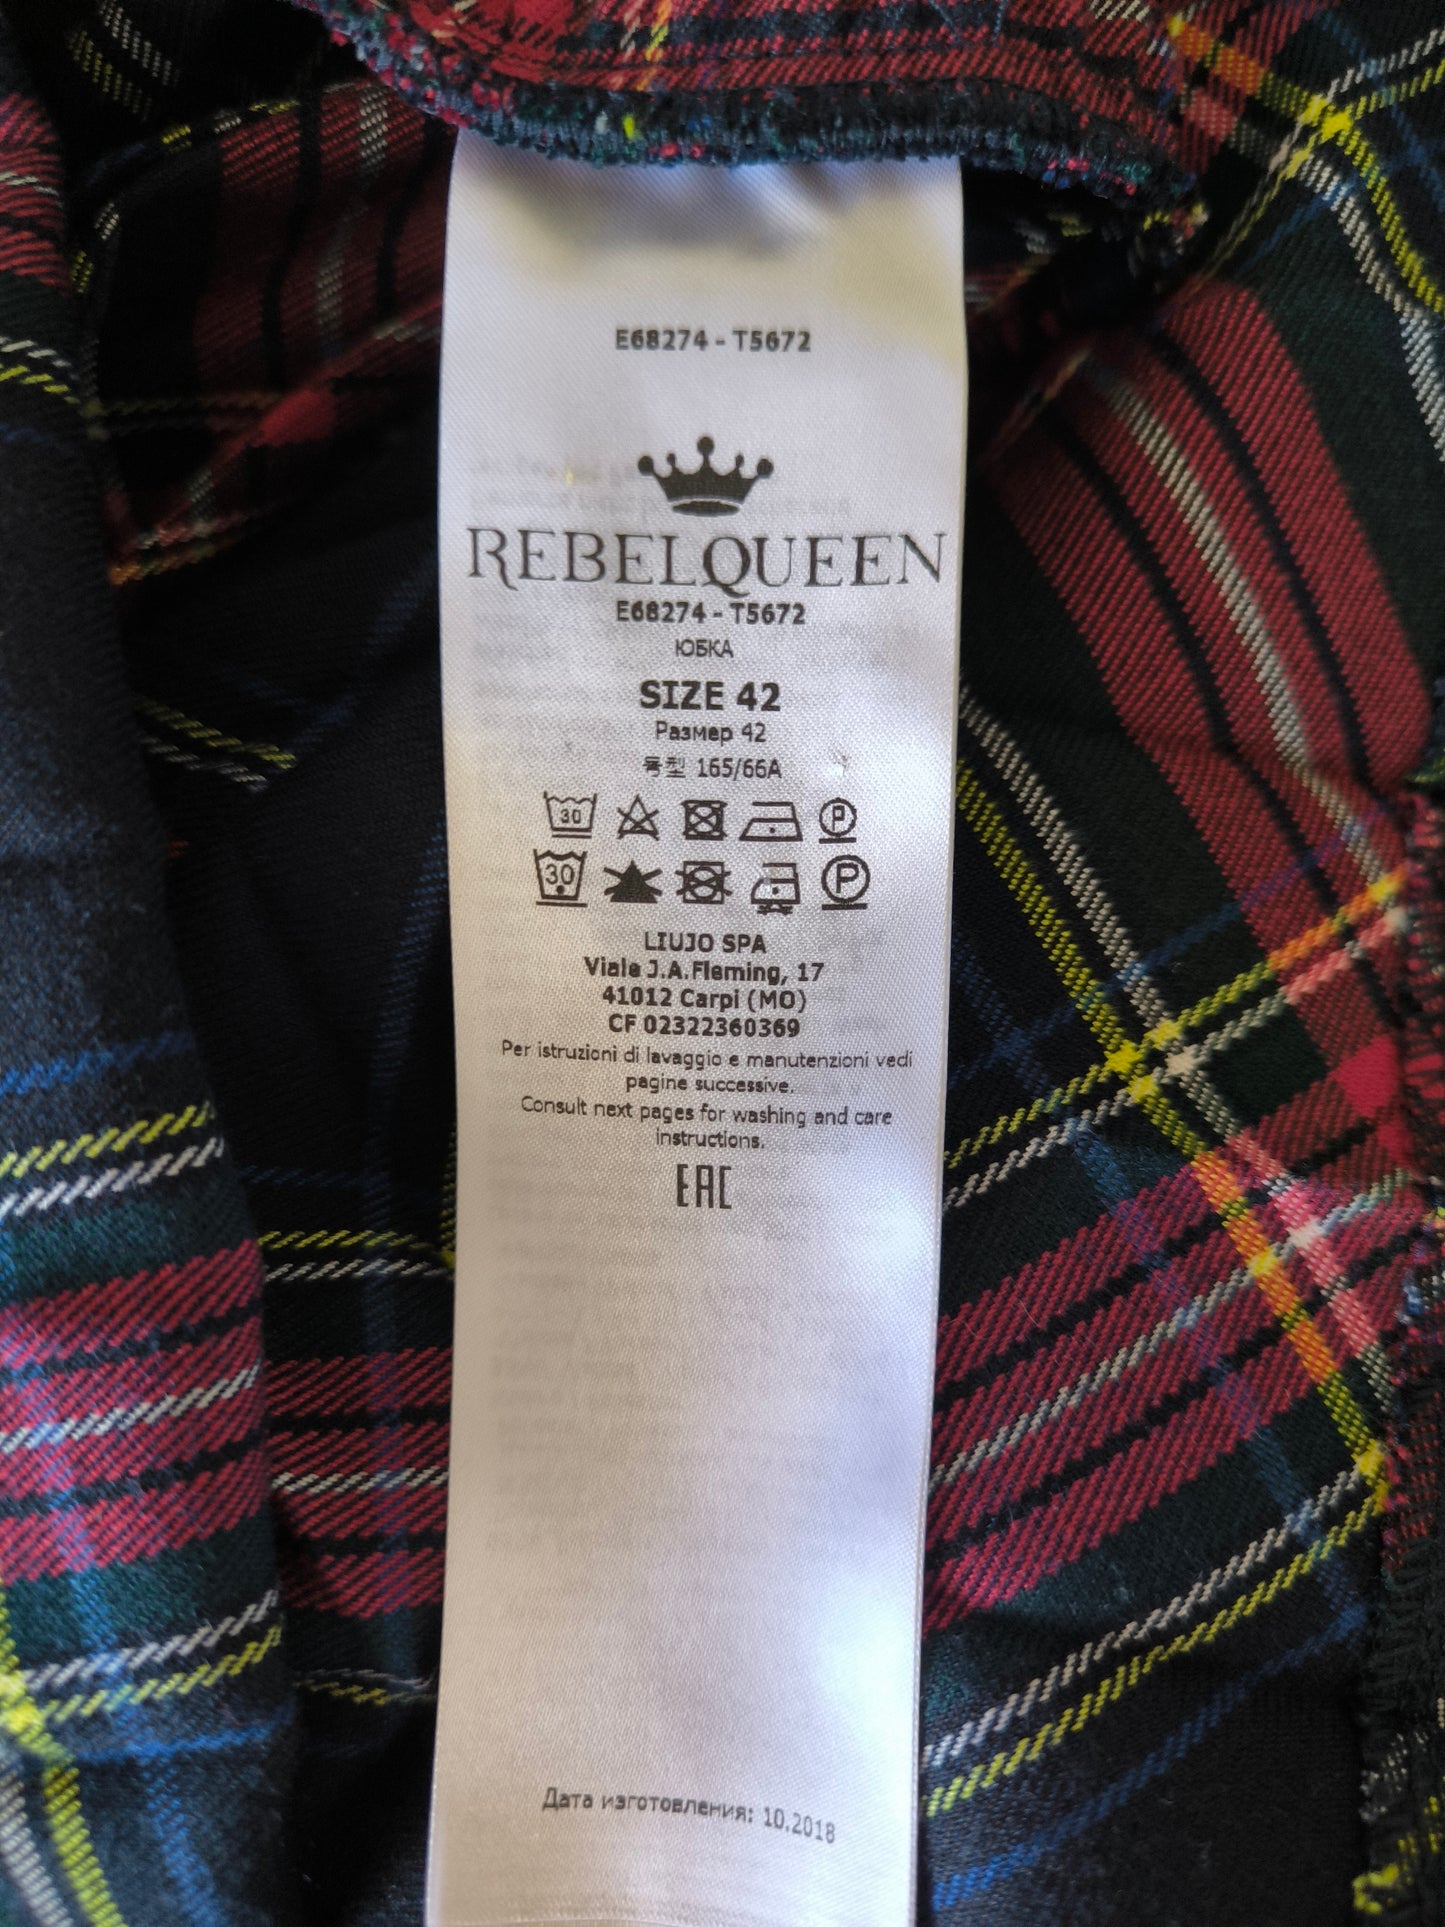 E68274 - T5672
REBELQUEEN
E68274 - T5672
ЮБКА
SIZE 42
Размер 42
号型 165/66A
30 P
30 P
LIUJO SPA
Viale J.A.Fleming, 17
41012 Carpi (MO)
CF 02322360369
Per istruzioni di lavaggio e manutenzioni vedi
pagine successive.
Consult next pages for washing and care
instructions.
EAC
Дата изготовления: 10.2018